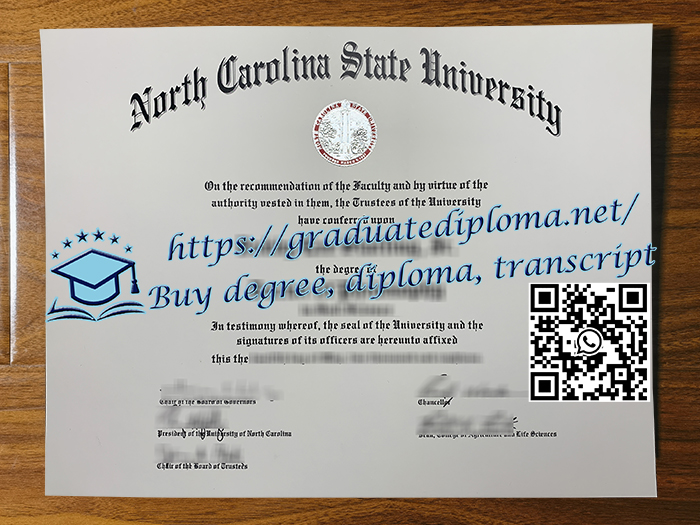 North Carolina State University
On the recommendation of the Faculty and by virtue of the
authority vested in them, the Trustees of the University
have conferred upon
https://graduatediploma.net/
the degree
Buy degree, diploma, transcript
In testimony whereof, the seal of the University and the
signatures of its officers are hereunto affixed
this the
Chair of the Board of Governors
Chancellor
President of the University of North Carolina
Dean, College of Agriculture and Life Sciences
Chair of the Board of Trustees